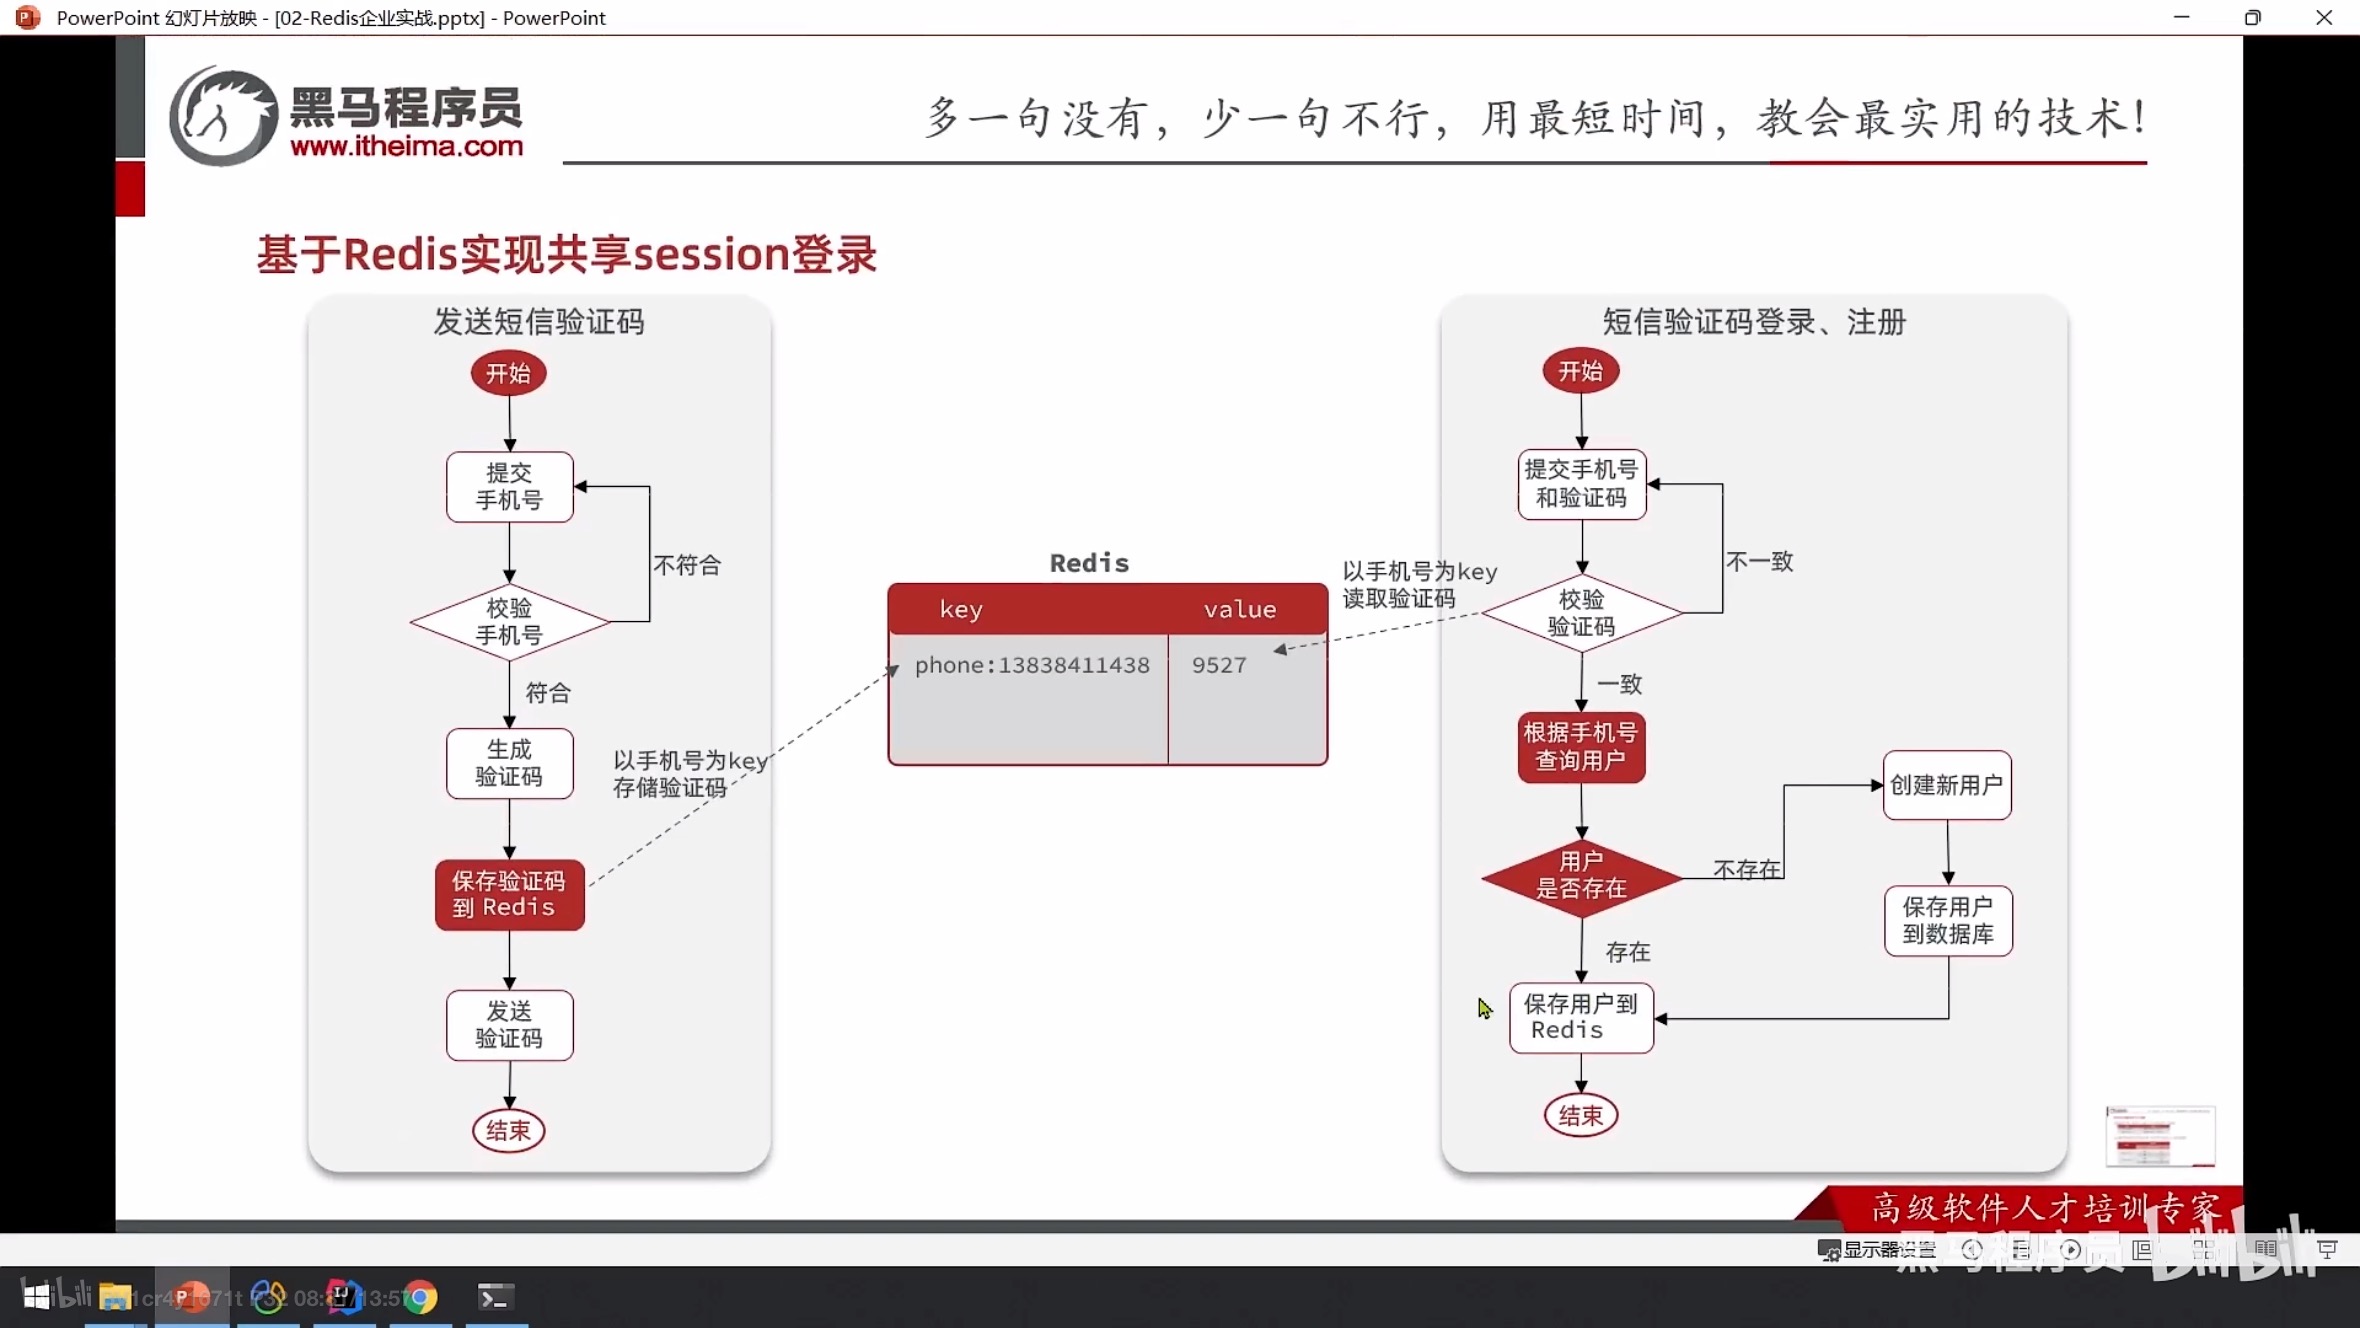 PowerPoint 幻灯片放映 - [02-Redis企业实战.pptx] - PowerPoint
黑马程序员
www.itheima.com
多一句没有，少一句不行，用最短时间，教会最实用的技术！
基于Redis实现共享session登录
发送短信验证码
开始
提交
手机号
不符合
校验
手机号
符合
生成
验证码
以手机号为key
存储验证码
保存验证码
到 Redis
发送
验证码
结束
Redis
key
value
phone:13838411438
9527
以手机号为key
读取验证码
短信验证码登录、注册
开始
提交手机号
和验证码
不一致
校验
验证码
一致
根据手机号
查询用户
用户
是否存在
不存在
创建新用户
保存用户
到数据库
存在
保存用户到
Redis
结束
高级软件人才培训专家
显示器设置
黑马程序员
bilibili